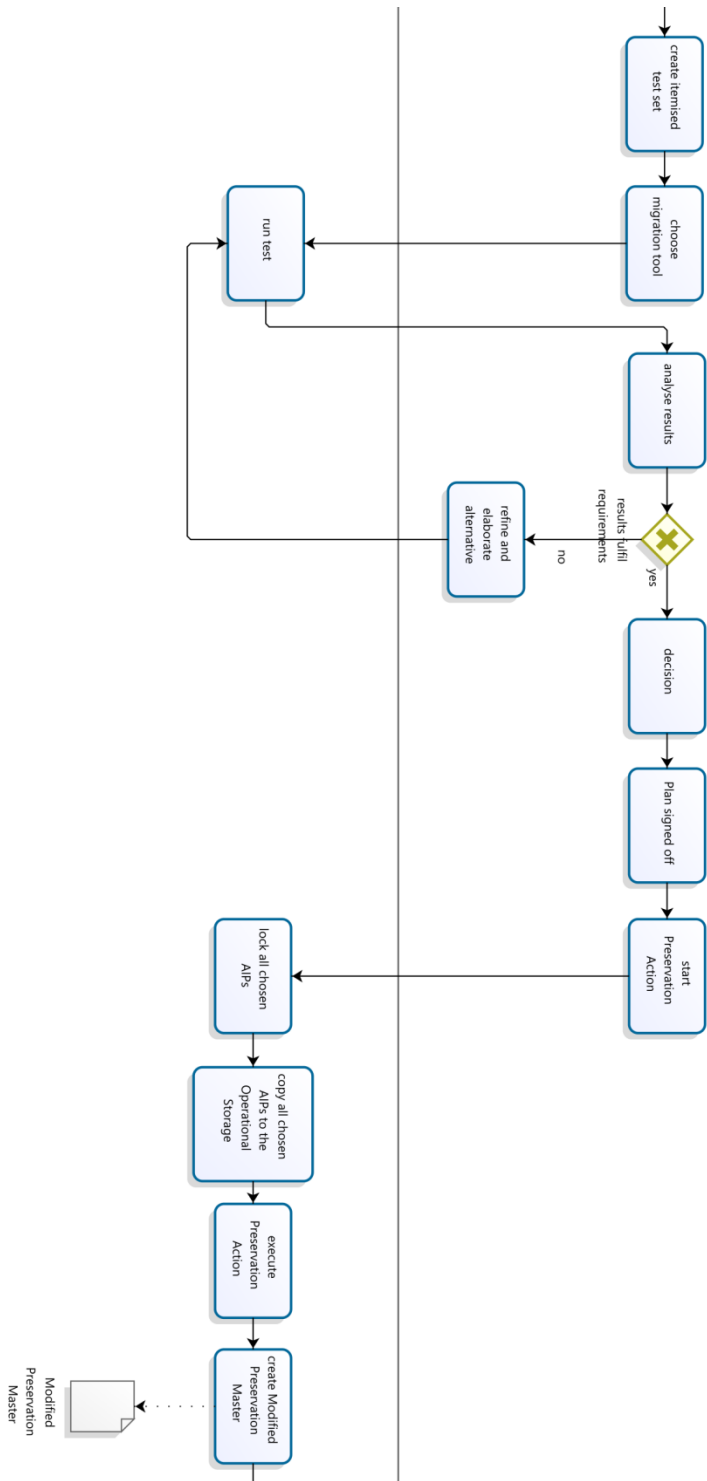 create itemised
test set
choose
migration tool
run test
analyse results
results fulfil
requirements
yes
no
refine and
elaborate
alternative
decision
Plan signed off
start
Preservation
Action
lock all chosen
AIPs
copy all chosen
AIPs to the
Operational
Storage
execute
Preservation
Action
create Modified
Preservation
Master
Modified
Preservation
Master